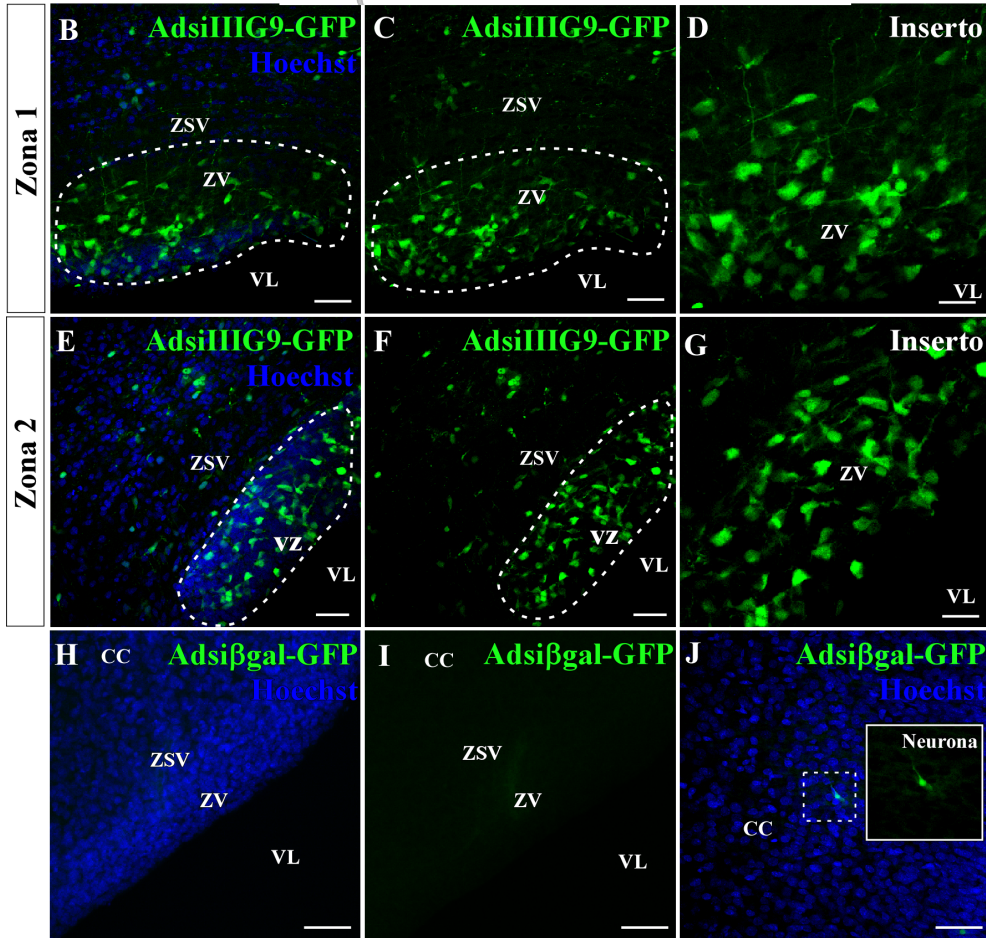 Zona 1
B
AdsiIIIG9-GFP
Hoechst
ZSV
ZV
VL
C
AdsiIIIG9-GFP
ZSV
ZV
VL
D
Inserto
ZV
VL
Zona 2
E
AdsiIIIG9-GFP
Hoechst
ZSV
VZ
VL
F
AdsiIIIG9-GFP
ZSV
VZ
VL
G
Inserto
ZV
VL
H
CC
Adsiβgal-GFP
Hoechst
ZSV
ZV
VL
I
CC
Adsiβgal-GFP
ZSV
ZV
VL
J
Adsiβgal-GFP
Hoechst
Neurona
CC